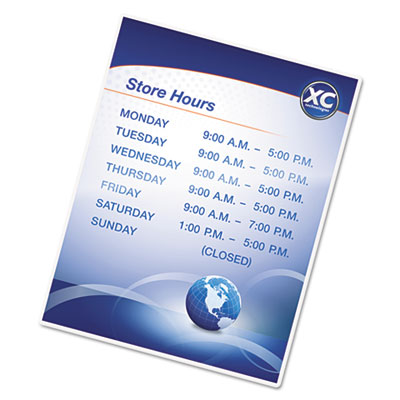 XC
technologies
Store Hours
MONDAY 9:00 A.M. – 5:00 P.M.
TUESDAY 9:00 A.M. – 5:00 P.M.
WEDNESDAY 9:00 A.M. – 5:00 P.M.
THURSDAY 9:00 A.M. – 5:00 P.M.
FRIDAY 9:00 A.M. – 7:00 P.M.
SATURDAY 1:00 P.M. – 5:00 P.M.
SUNDAY (CLOSED)